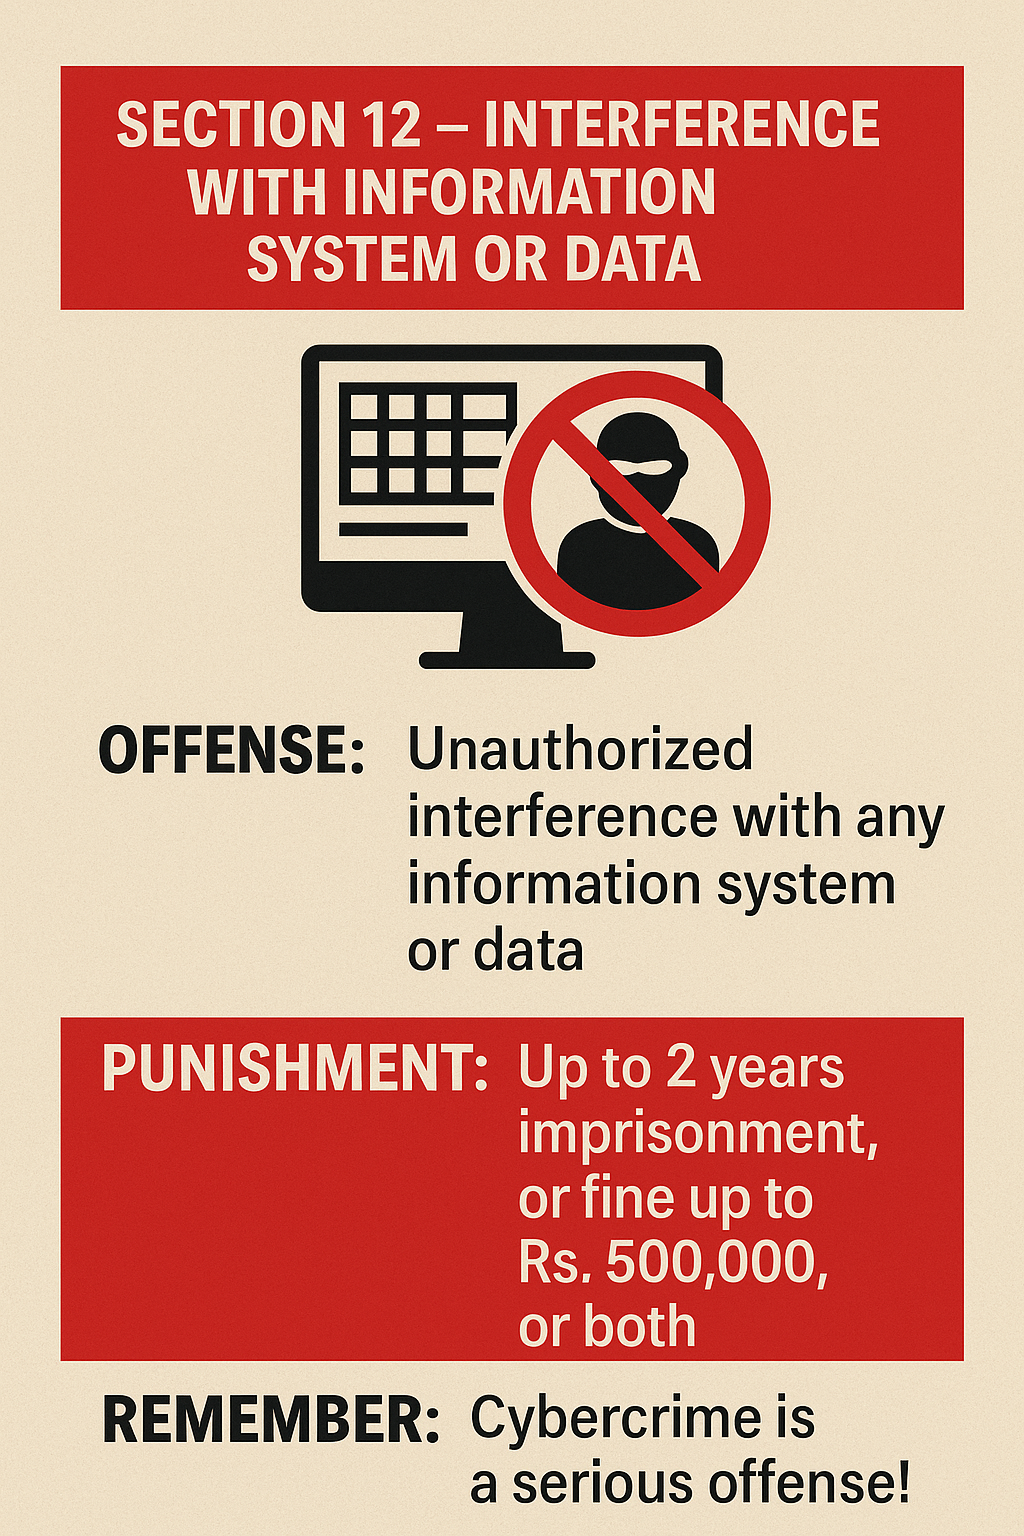 SECTION 12 – INTERFERENCE
WITH INFORMATION
SYSTEM OR DATA
OFFENSE: Unauthorized
interference with any
information system
or data
PUNISHMENT: Up to 2 years
imprisonment,
or fine up to
Rs. 500,000,
or both
REMEMBER: Cybercrime is
a serious offense!